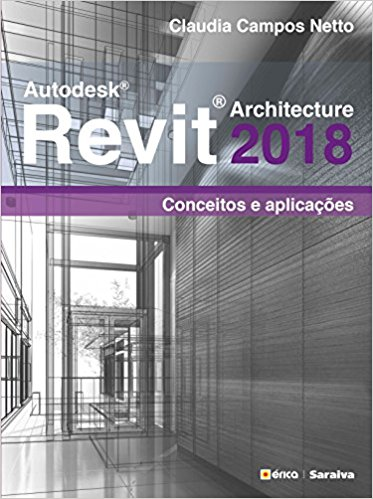 Claudia Campos Netto
Autodesk®
Revit® Architecture
2018
Conceitos e aplicações
érica | Saraiva